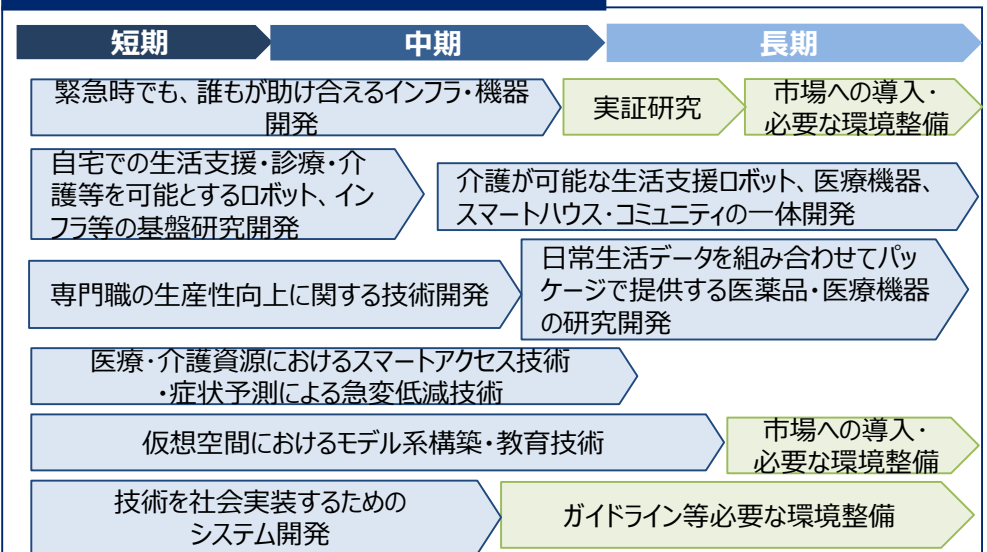 短期
中期
長期
緊急時でも、誰もが助け合えるインフラ・機器
開発
実証研究
市場への導入・
必要な環境整備
自宅での生活支援・診療・介
護等を可能とするロボット、イン
フラ等の基盤研究開発
介護が可能な生活支援ロボット、医療機器、
スマートハウス・コミュニティの一体開発
専門職の生産性向上に関する技術開発
日常生活データを組み合わせてパッ
ケージで提供する医薬品・医療機器
の研究開発
医療・介護資源におけるスマートアクセス技術
・症状予測による急変低減技術
仮想空間におけるモデル系構築・教育技術
市場への導入・
必要な環境整備
技術を社会実装するための
システム開発
ガイドライン等必要な環境整備